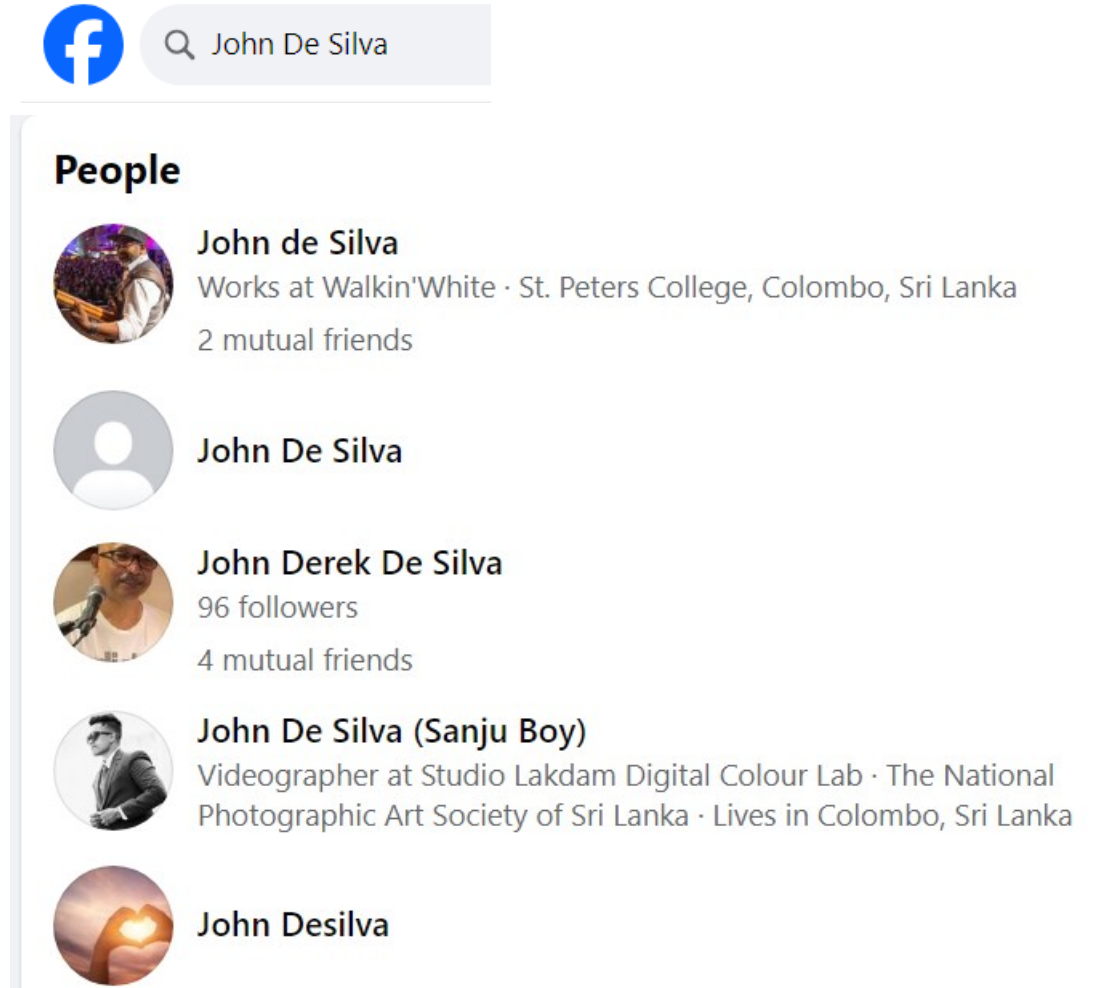 John De Silva
People
John de Silva
Works at Walkin'White · St. Peters College, Colombo, Sri Lanka
2 mutual friends
John De Silva
John Derek De Silva
96 followers
4 mutual friends
John De Silva (Sanju Boy)
Videographer at Studio Lakdam Digital Colour Lab · The National
Photographic Art Society of Sri Lanka · Lives in Colombo, Sri Lanka
John Desilva